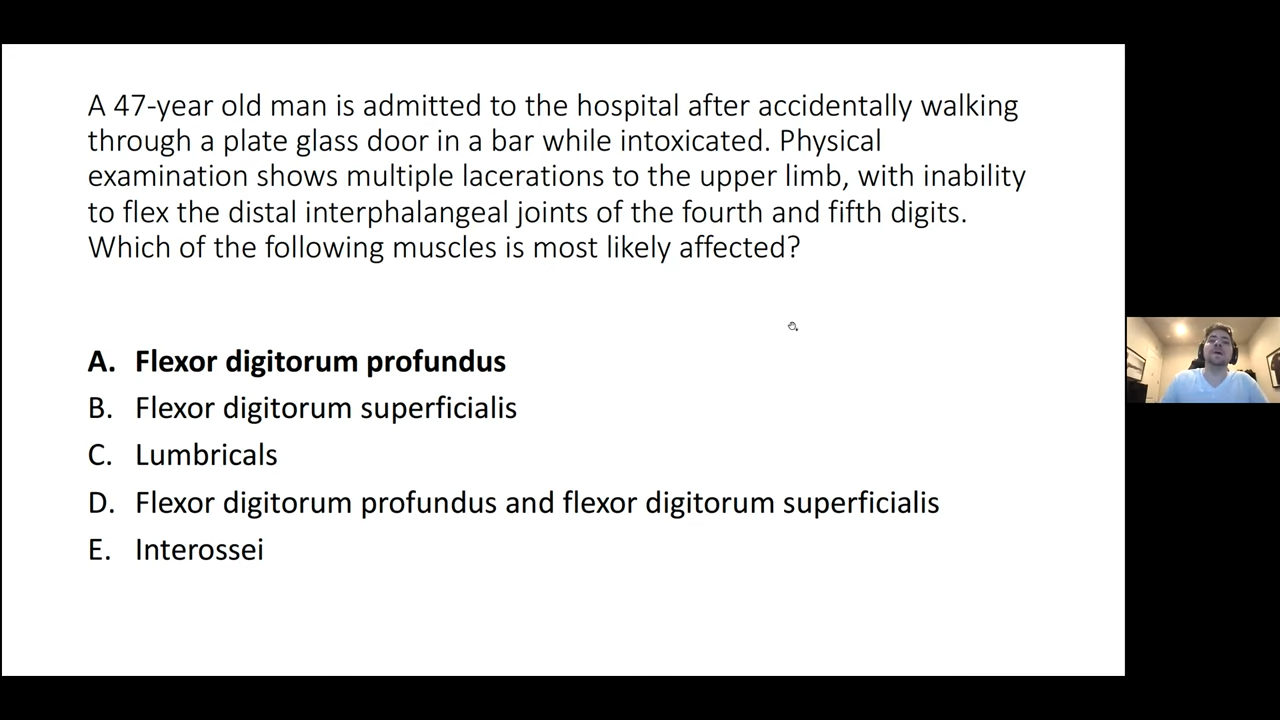 A 47-year old man is admitted to the hospital after accidentally walking
through a plate glass door in a bar while intoxicated. Physical
examination shows multiple lacerations to the upper limb, with inability
to flex the distal interphalangeal joints of the fourth and fifth digits.
Which of the following muscles is most likely affected?
A. Flexor digitorum profundus
B. Flexor digitorum superficialis
C. Lumbricals
D. Flexor digitorum profundus and flexor digitorum superficialis
E. Interossei